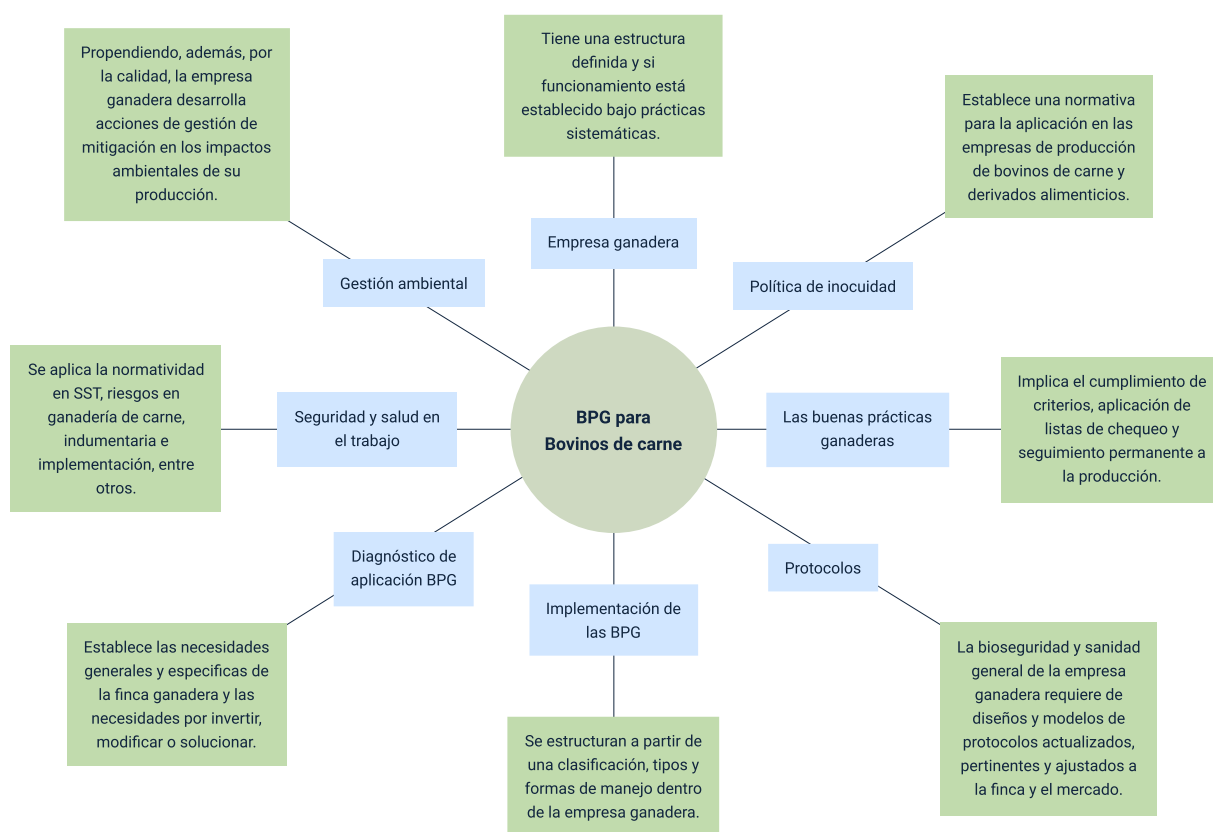 Propendiendo, además, por
la calidad, la empresa
ganadera desarrolla
acciones de gestión de
mitigación en los impactos
ambientales de su
producción.
Tiene una estructura
definida y si
funcionamiento está
establecido bajo prácticas
sistemáticas.
Establece una normativa
para la aplicación en las
empresas de producción
de bovinos de carne y
derivados alimenticios.
Gestión ambiental
Empresa ganadera
Política de inocuidad
Se aplica la normatividad
en SST, riesgos en
ganadería de carne,
indumentaria e
implementación, entre
otros.
Seguridad y salud en
el trabajo
BPG para
Bovinos de carne
Las buenas prácticas
ganaderas
Implica el cumplimiento de
criterios, aplicación de
listas de chequeo y
seguimiento permanente a
la producción.
Diagnóstico de
aplicación BPG
Implementación de
las BPG
Protocolos
Establece las necesidades
generales y especificas de
la finca ganadera y las
necesidades por invertir,
modificar o solucionar.
Se estructuran a partir de
una clasificación, tipos y
formas de manejo dentro
de la empresa ganadera.
La bioseguridad y sanidad
general de la empresa
ganadera requiere de
diseños y modelos de
protocolos actualizados,
pertinentes y ajustados a
la finca y el mercado.